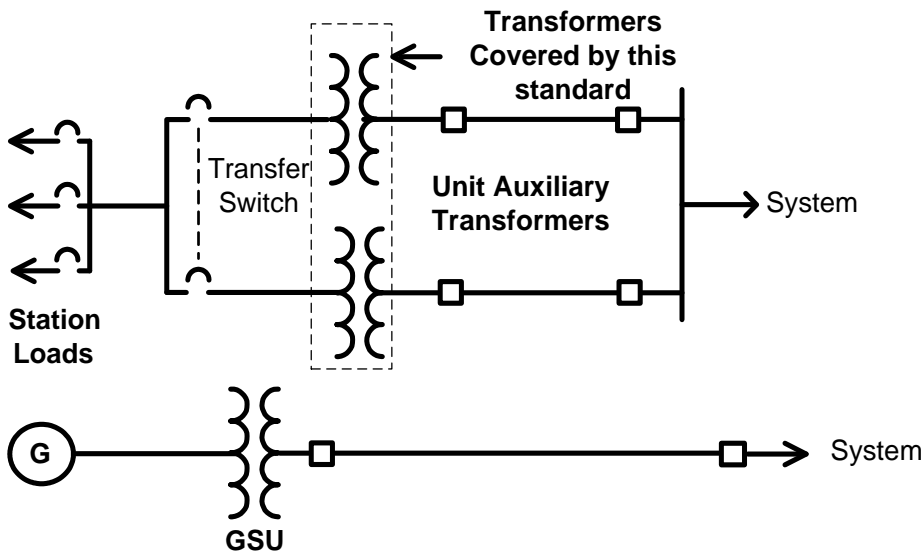 Transformers
Covered by this
standard
Transfer
Switch
Unit Auxiliary
Transformers
System
Station
Loads
G
System
GSU